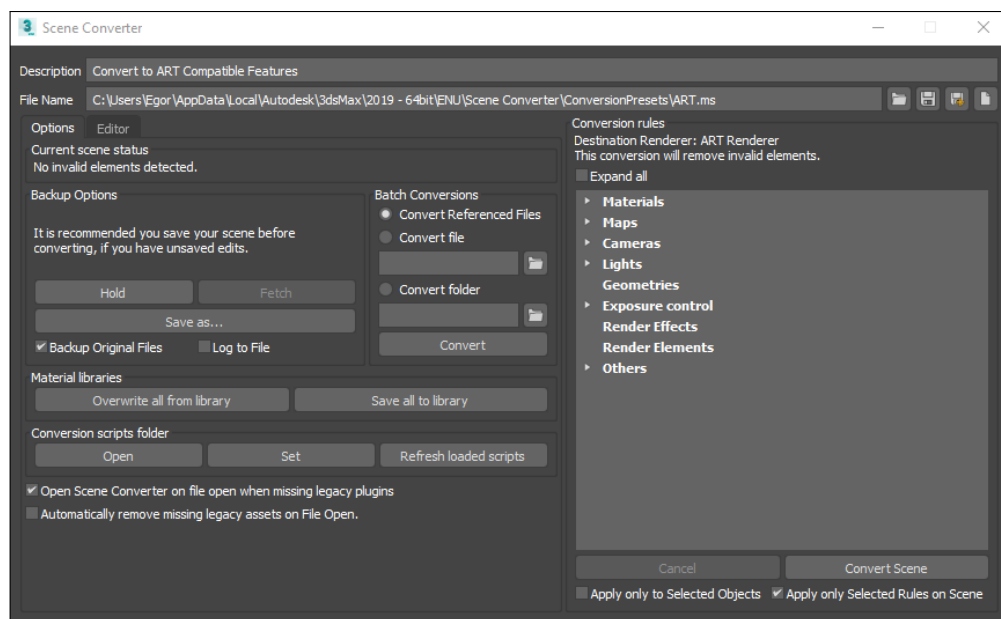 Scene Converter
Description Convert to ART Compatible Features
File Name C:\Users\Egor\AppData\Local\Autodesk\3dsMax\2019 - 64bit\ENU\Scene Converter\ConversionPresets\ART.ms
Options Editor
Current scene status
No invalid elements detected.
Backup Options
It is recommended you save your scene before
converting, if you have unsaved edits.
Hold Fetch
Save as...
Backup Original Files Log to File
Batch Conversions
Convert Referenced Files
Convert file
Convert folder
Convert
Material libraries
Overwrite all from library Save all to library
Conversion scripts folder
Open Set Refresh loaded scripts
Open Scene Converter on file open when missing legacy plugins
Automatically remove missing legacy assets on File Open.
Conversion rules
Destination Renderer: ART Renderer
This conversion will remove invalid elements.
Expand all
Materials
Maps
Cameras
Lights
Geometries
Exposure control
Render Effects
Render Elements
Others
Cancel Convert Scene
Apply only to Selected Objects Apply only Selected Rules on Scene